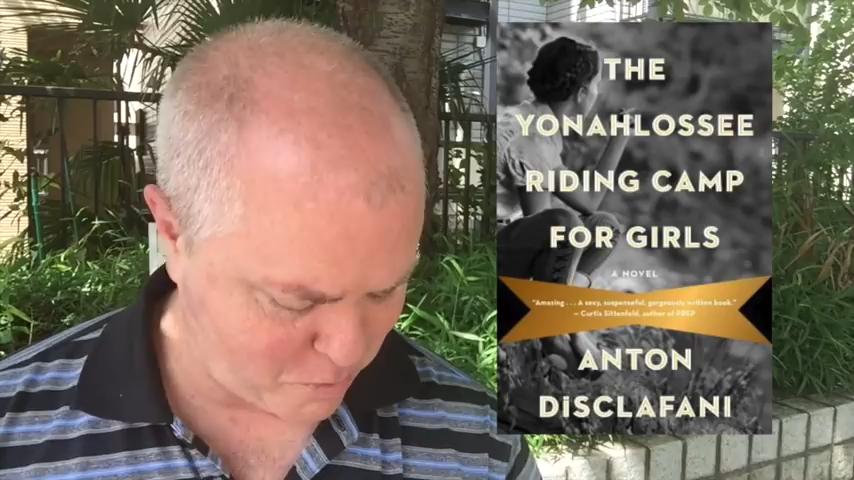 THE
YONAHLOSSEE
RIDING CAMP
FOR GIRLS
A NOVEL
"Amazing . . . A sexy, suspenseful, gorgeously written book."
– Curtis Sittenfeld, author of PREP
ANTON
DiSCLAFANI